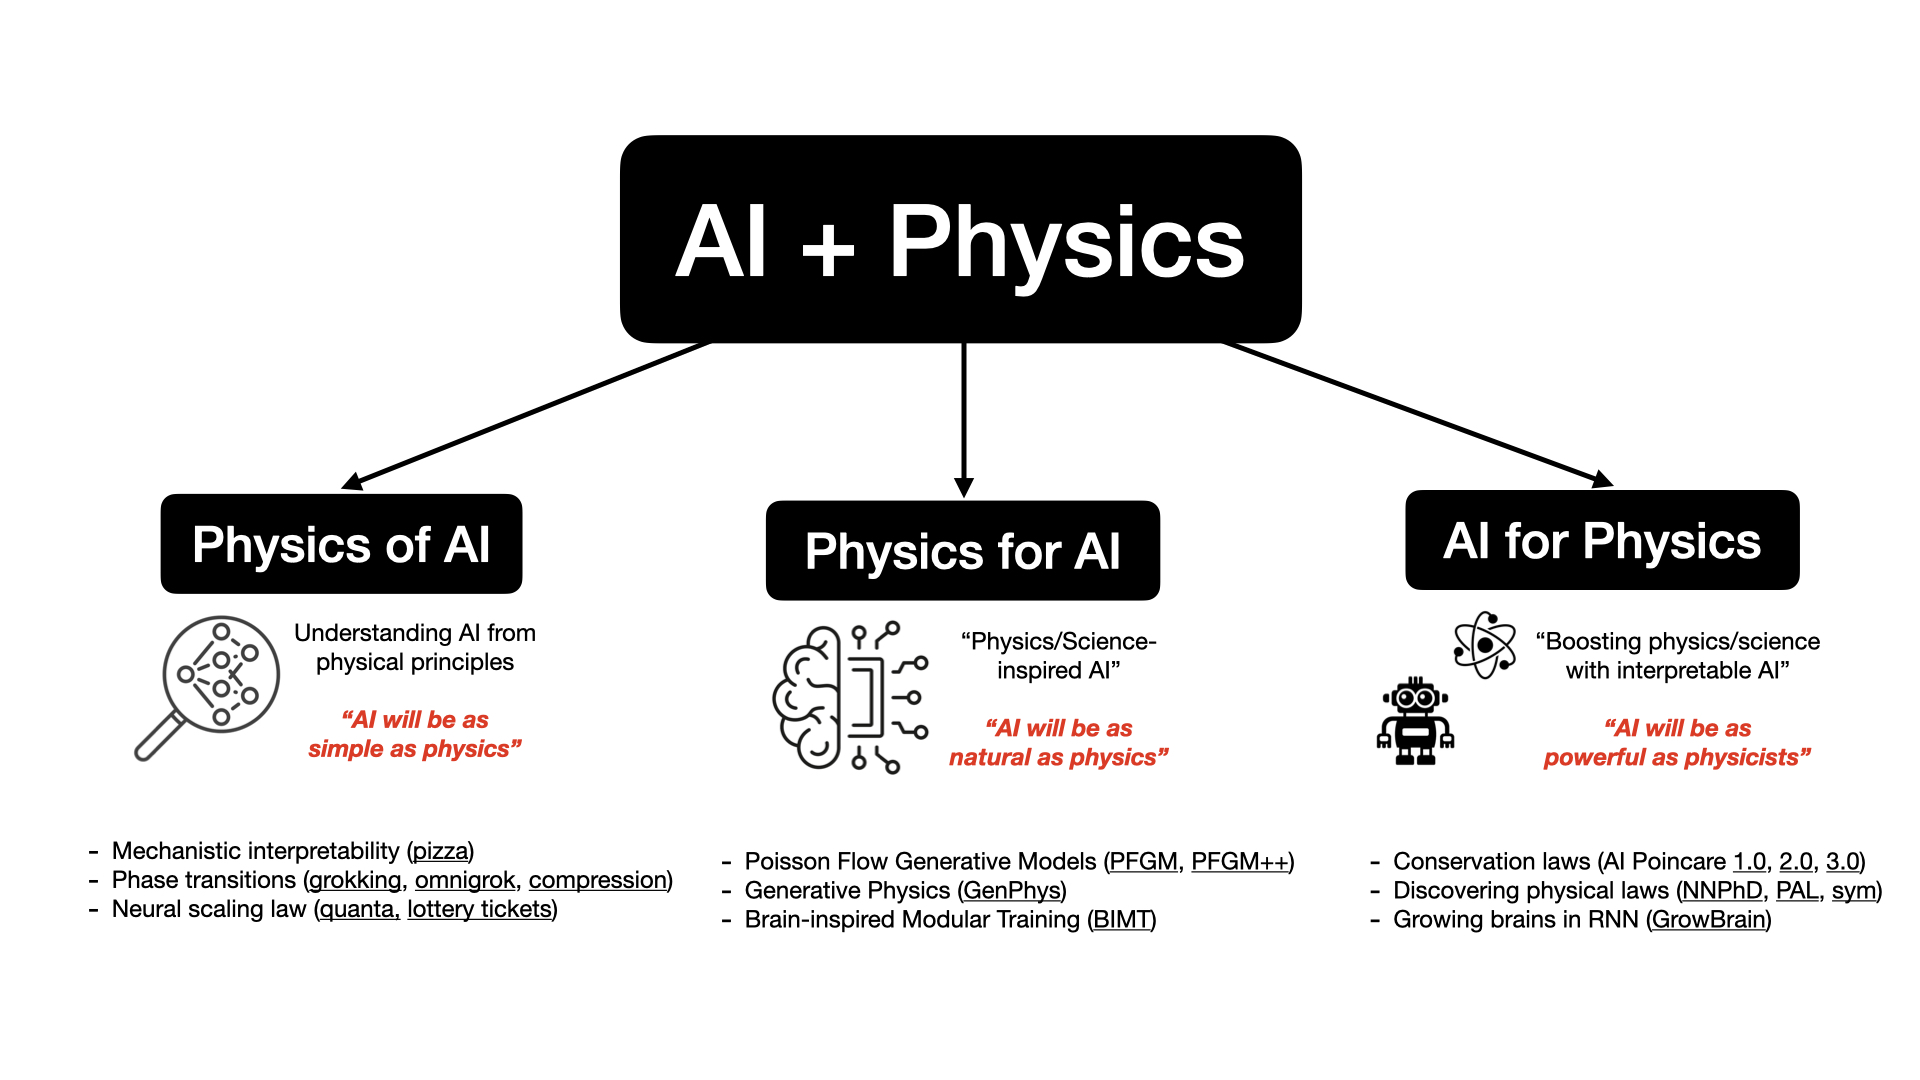 AI + Physics
Physics of AI
Understanding AI from
physical principles
“AI will be as
simple as physics”
- Mechanistic interpretability (pizza)
- Phase transitions (grokking, omnigrok, compression)
- Neural scaling law (quanta, lottery tickets)
Physics for AI
“Physics/Science-
inspired AI”
“AI will be as
natural as physics”
- Poisson Flow Generative Models (PFGM, PFGM++)
- Generative Physics (GenPhys)
- Brain-inspired Modular Training (BIMT)
AI for Physics
“Boosting physics/science
with interpretable AI”
“AI will be as
powerful as physicists”
- Conservation laws (AI Poincare 1.0, 2.0, 3.0)
- Discovering physical laws (NNPhD, PAL, sym)
- Growing brains in RNN (GrowBrain)